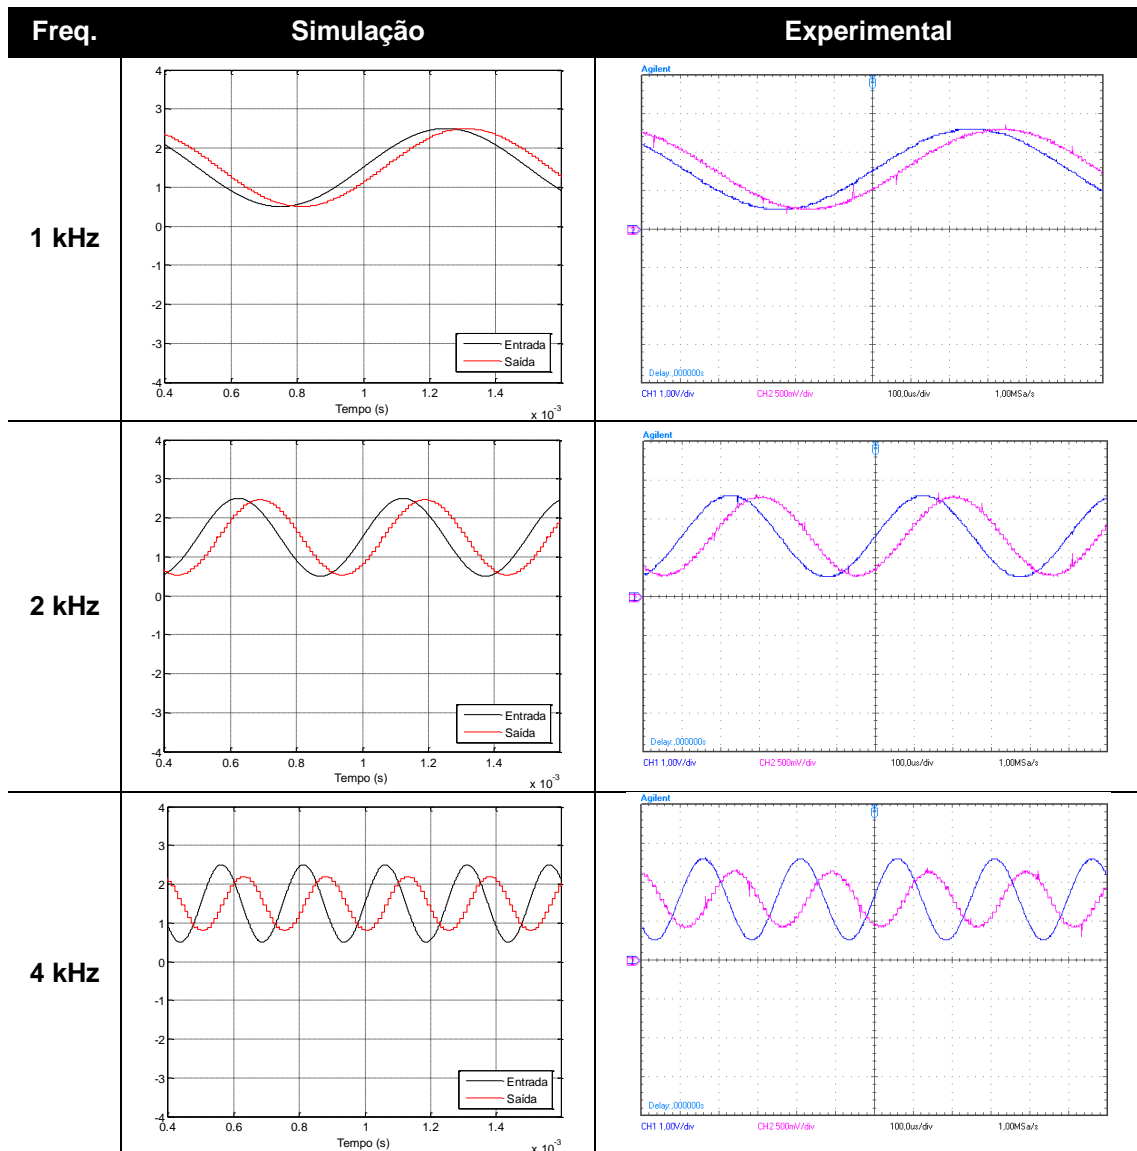 Freq. Simulação Experimental
1 kHz
4
3
2
1
0
-1
-2
-3
-4
0.4 0.6 0.8 1 1.2 1.4
Tempo (s)
x 10⁻³
Entrada
Saída
Agilent
Delay:,000000s
CH1 1,00V/div CH2 500mV/div 100,0us/div 1,00MSa/s
2 kHz
4
3
2
1
0
-1
-2
-3
-4
0.4 0.6 0.8 1 1.2 1.4
Tempo (s)
x 10⁻³
Entrada
Saída
Agilent
Delay:,000000s
CH1 1,00V/div CH2 500mV/div 100,0us/div 1,00MSa/s
4 kHz
4
3
2
1
0
-1
-2
-3
-4
0.4 0.6 0.8 1 1.2 1.4
Tempo (s)
x 10⁻³
Entrada
Saída
Agilent
Delay:,000000s
CH1 1,00V/div CH2 500mV/div 100,0us/div 1,00MSa/s